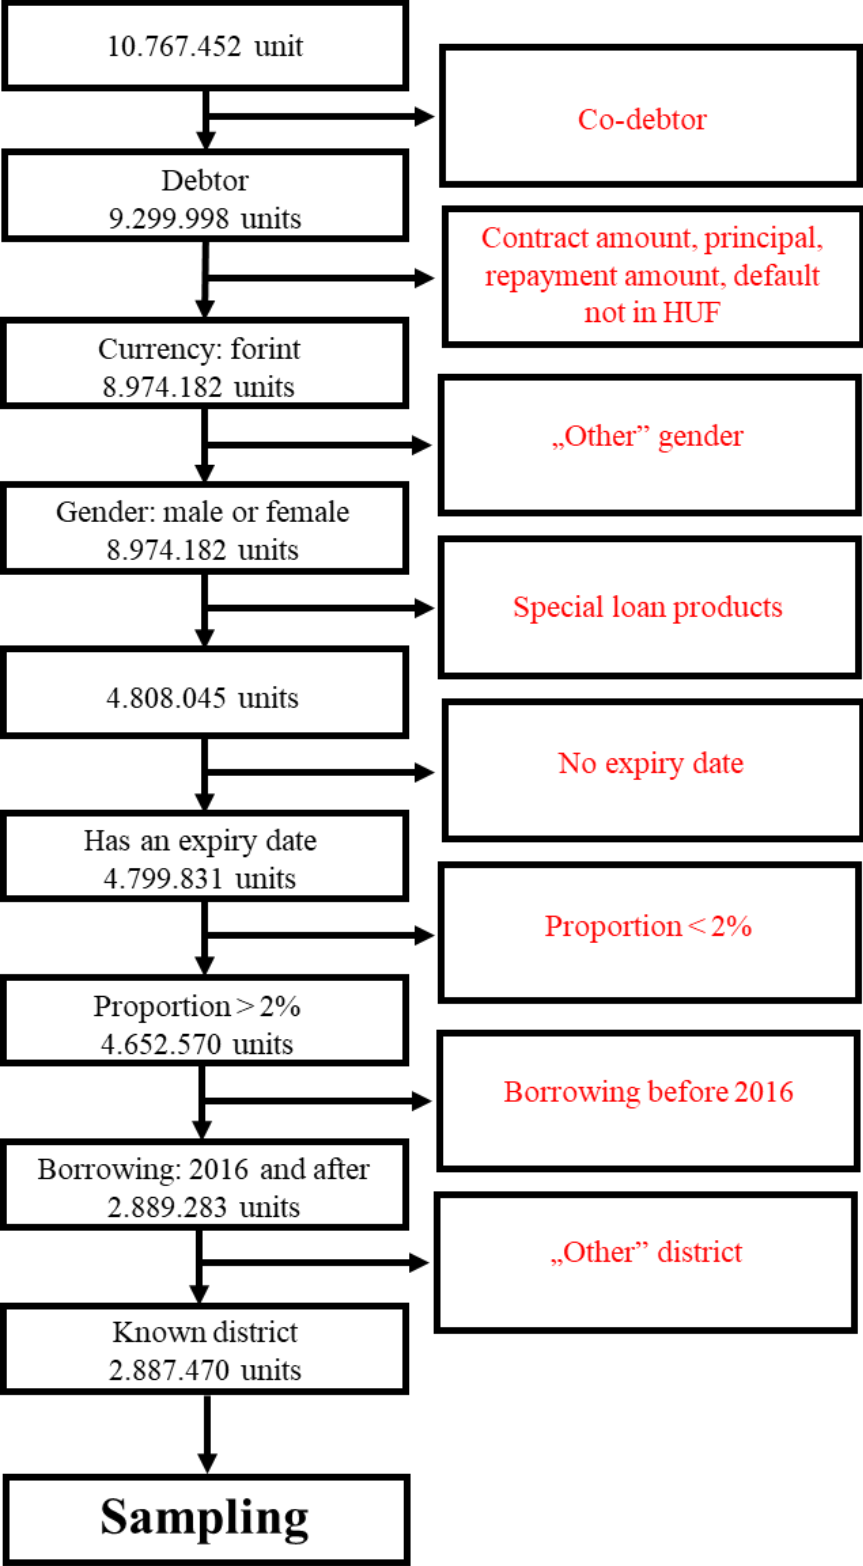 10.767.452 unit
Co-debtor
Debtor
9.299.998 units
Contract amount, principal,
repayment amount, default
not in HUF
Currency: forint
8.974.182 units
„Other” gender
Gender: male or female
8.974.182 units
Special loan products
4.808.045 units
No expiry date
Has an expiry date
4.799.831 units
Proportion < 2%
Proportion > 2%
4.652.570 units
Borrowing before 2016
Borrowing: 2016 and after
2.889.283 units
„Other” district
Known district
2.887.470 units
Sampling